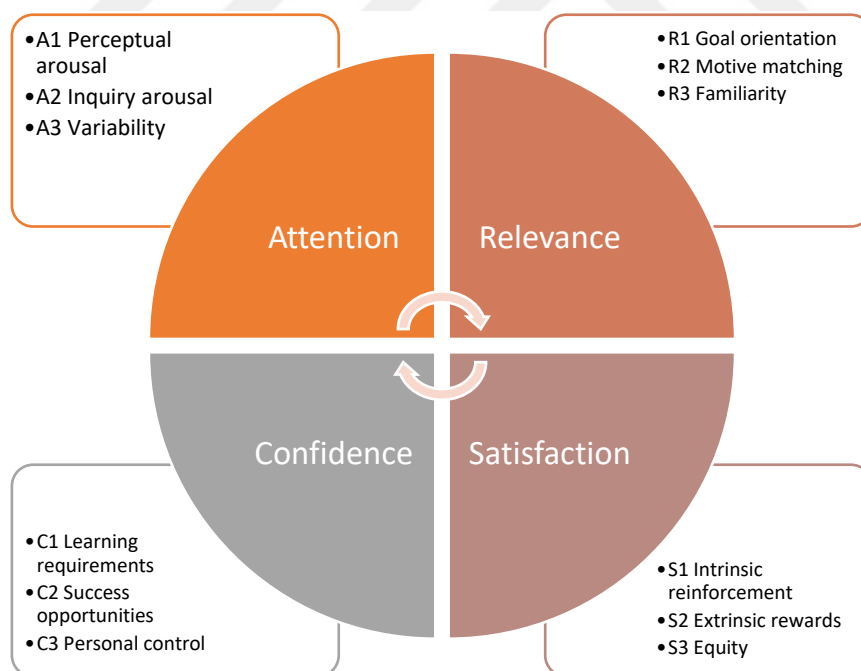 •A1 Perceptual
arousal
•A2 Inquiry arousal
•A3 Variability
•R1 Goal orientation
•R2 Motive matching
•R3 Familiarity
Attention
Relevance
Confidence
Satisfaction
•C1 Learning
requirements
•C2 Success
opportunities
•C3 Personal control
•S1 Intrinsic
reinforcement
•S2 Extrinsic rewards
•S3 Equity